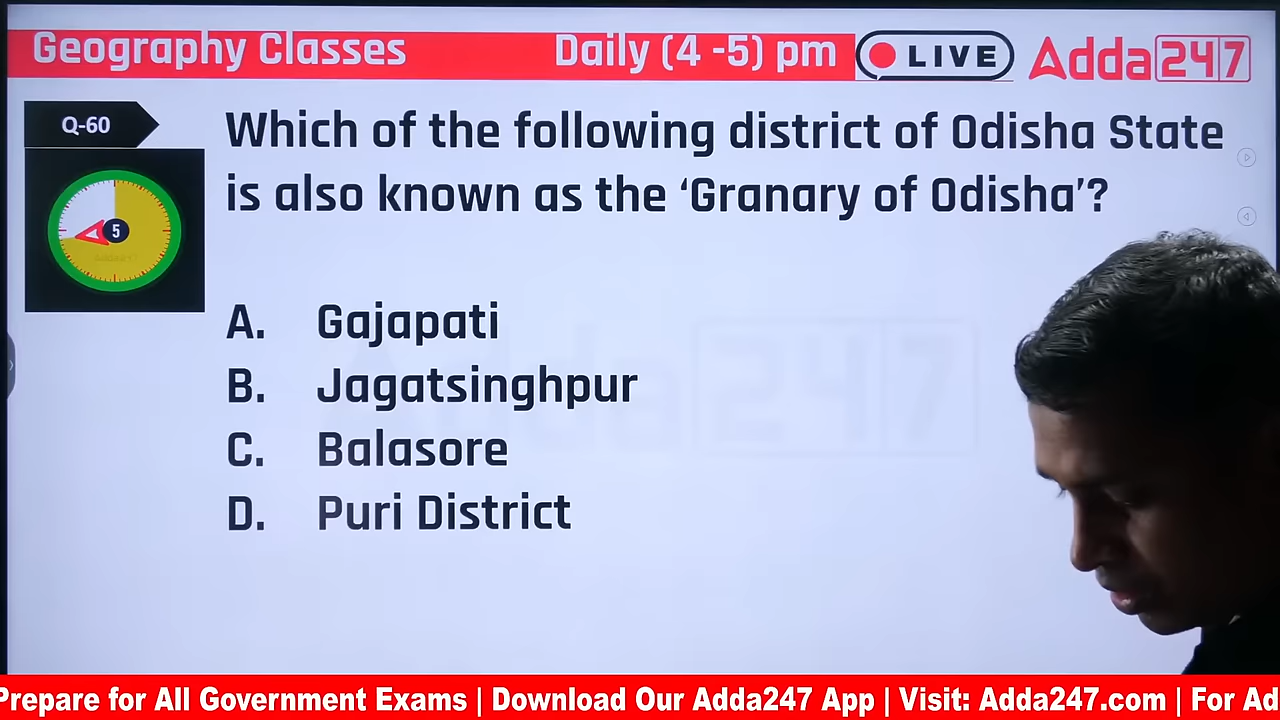 Geography Classes
Daily (4 -5) pm
LIVE
Adda247
Q-60
5
Which of the following district of Odisha State
is also known as the ‘Granary of Odisha’?
A. Gajapati
B. Jagatsinghpur
C. Balasore
D. Puri District
Adda247
Prepare for All Government Exams | Download Our Adda247 App | Visit: Adda247.com | For Ad